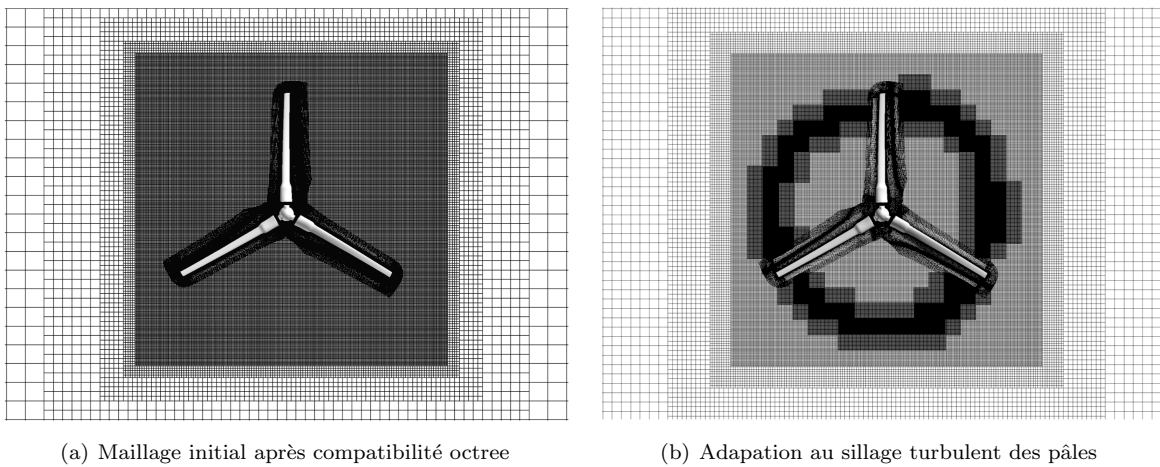 (a) Maillage initial après compatibilité octree
(b) Adapation au sillage turbulent des pâles